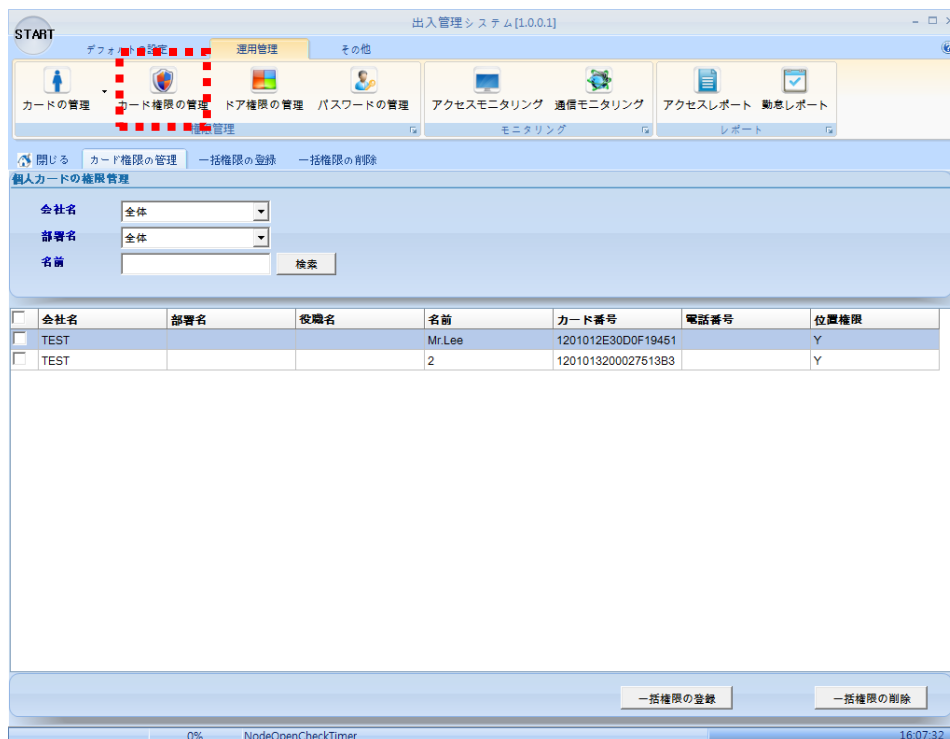 出入管理システム[1.0.0.1]
START
デフォルトの設定 運用管理 その他
カードの管理 カード権限の管理 ドア権限の管理 パスワードの管理 アクセスモニタリング 通信モニタリング アクセスレポート 勤怠レポート
管理 モニタリング レポート
閉じる カード権限の管理 一括権限の登録 一括権限の削除
個人カードの権限管理
会社名 全体
部署名 全体
名前 検索
会社名 部署名 役職名 名前 カード番号 電話番号 位置権限
TEST Mr.Lee 1201012E30D0F19451 Y
TEST 2 1201013200027513B3 Y
一括権限の登録 一括権限の削除
0% NodeOpenCheckTimer 16:07:32